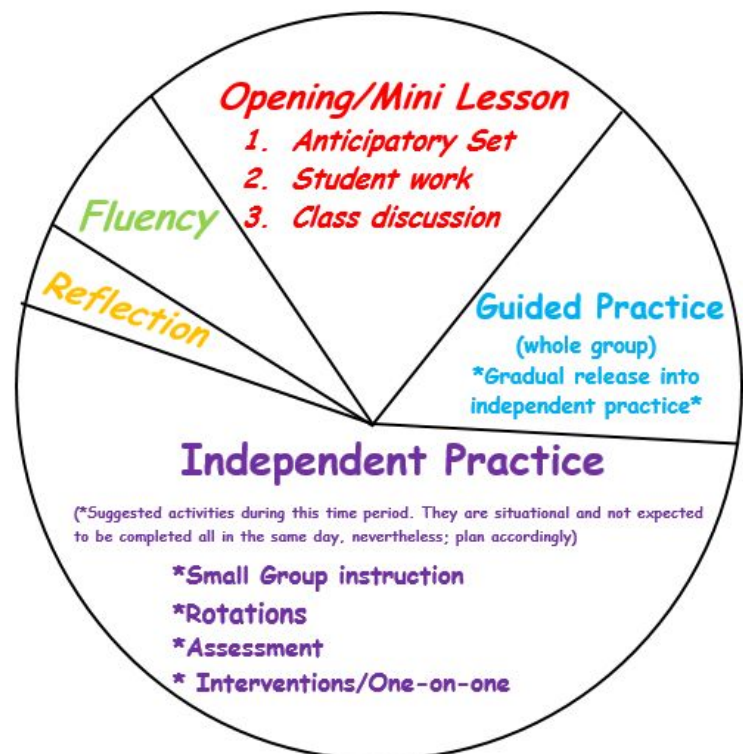 Opening/Mini Lesson
1. Anticipatory Set
2. Student work
3. Class discussion
Fluency
Reflection
Guided Practice
(whole group)
*Gradual release into
independent practice*
Independent Practice
(*Suggested activities during this time period. They are situational and not expected
to be completed all in the same day, nevertheless; plan accordingly)
*Small Group instruction
*Rotations
*Assessment
* Interventions/One-on-one